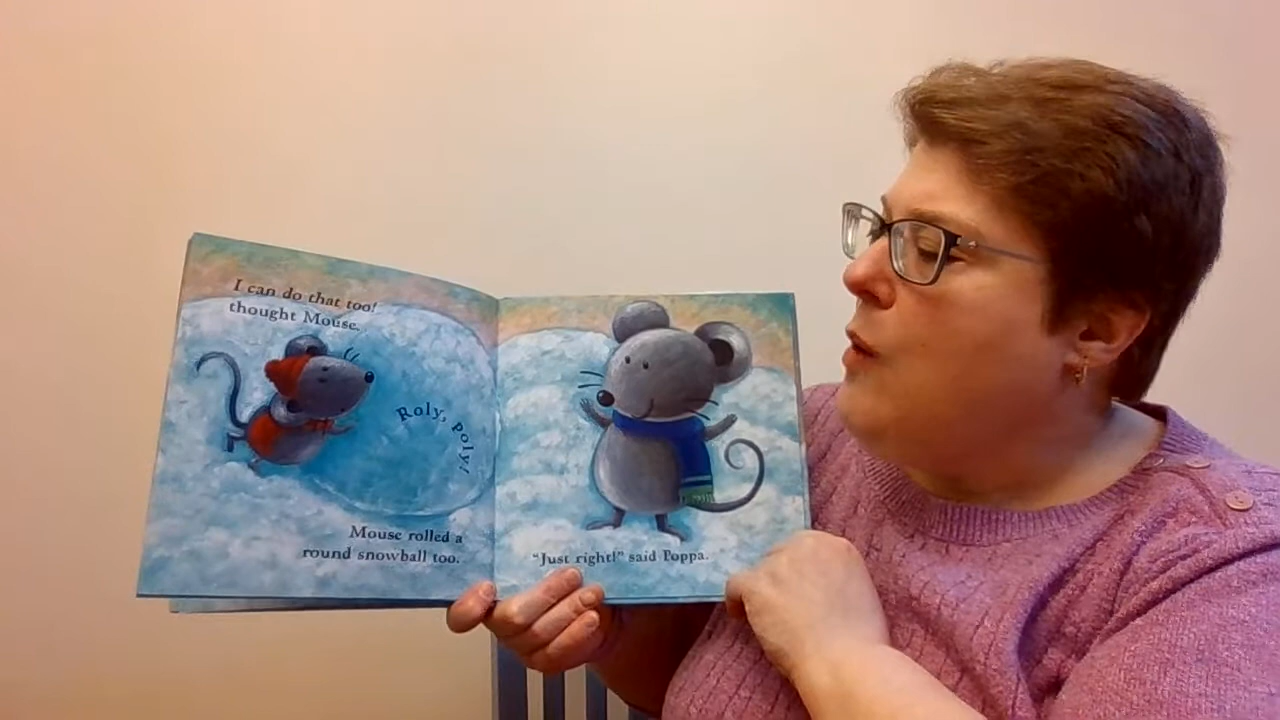 I can do that too!
thought Mouse.
Roly, poly!
Mouse rolled a
round snowball too.
"Just right!" said Poppa.